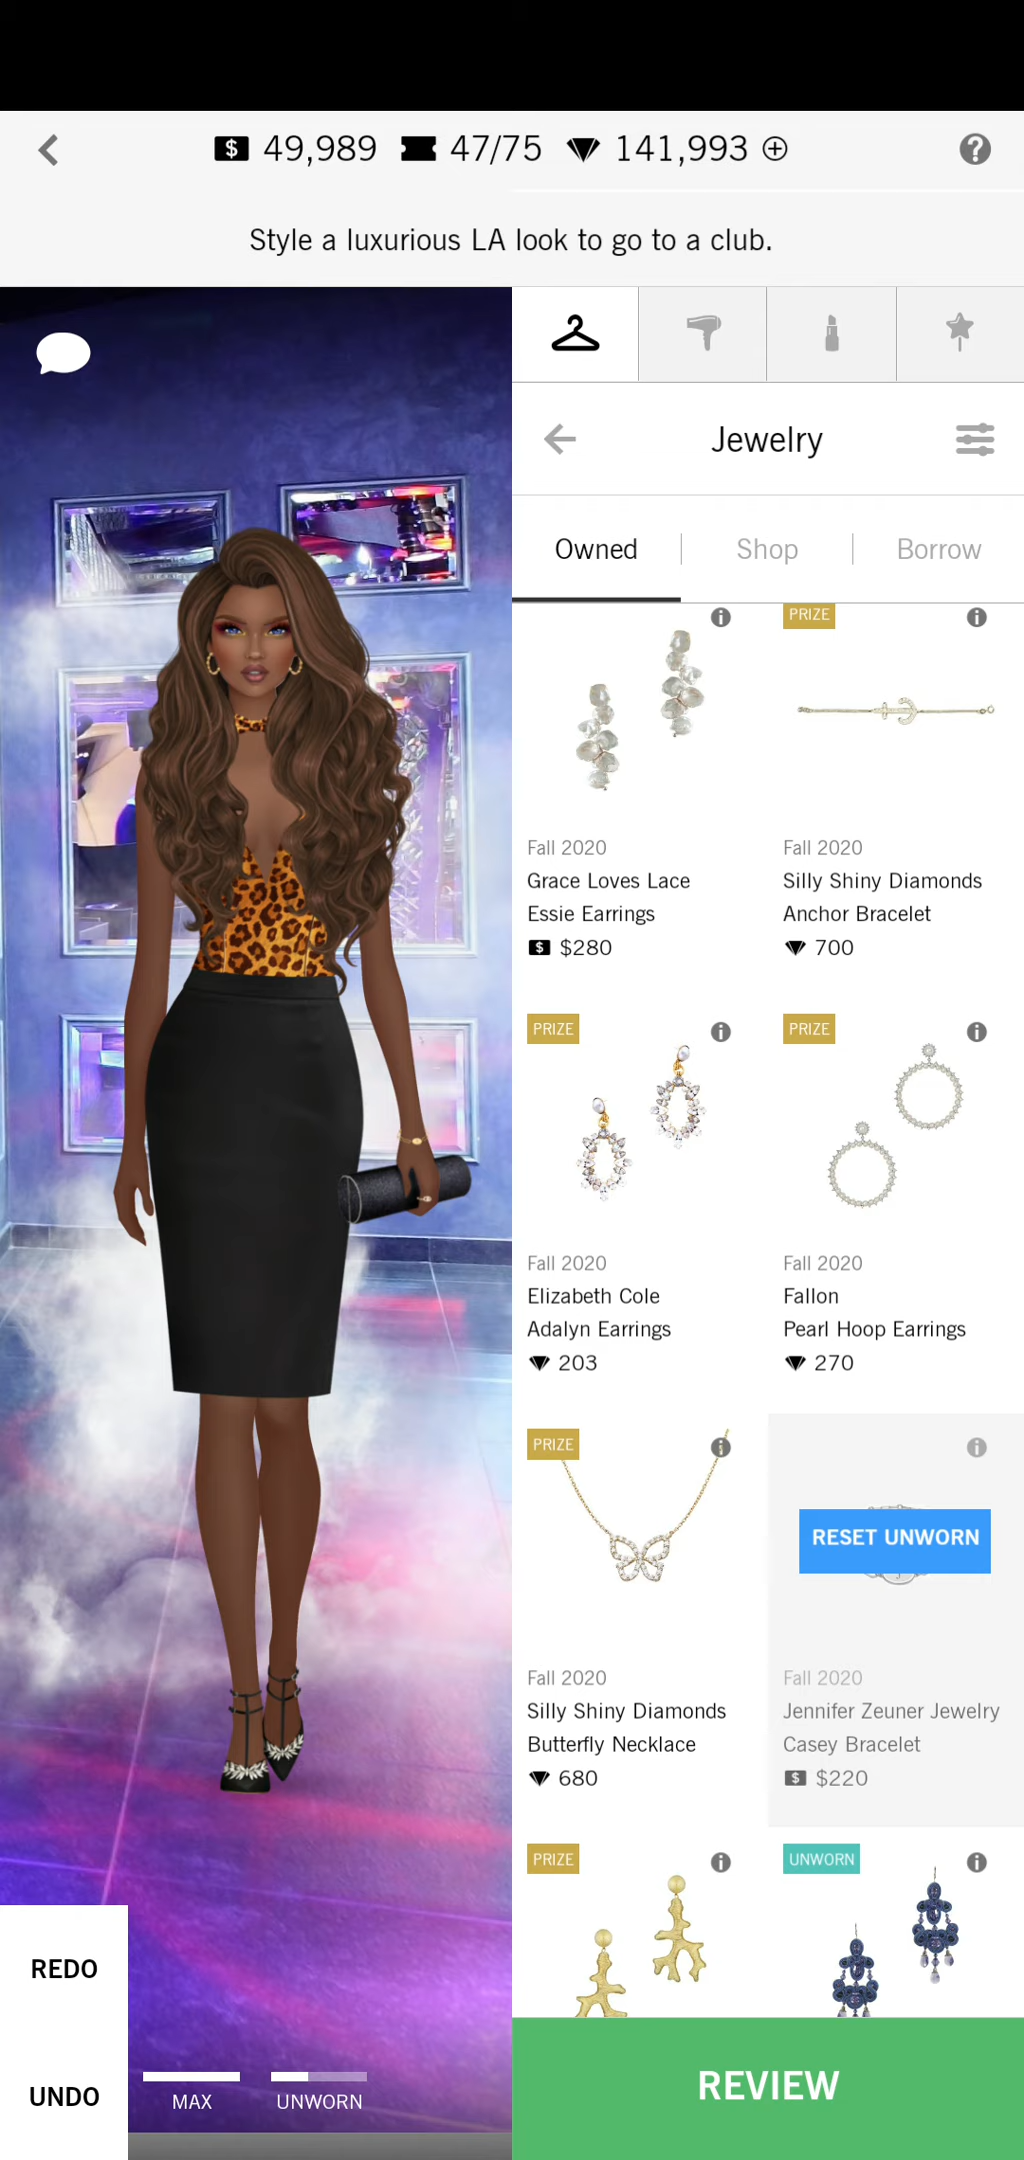 49,989 47/75 141,993
Style a luxurious LA look to go to a club.
Jewelry
Owned Shop Borrow
PRIZE
Fall 2020
Grace Loves Lace
Essie Earrings
$280
Fall 2020
Silly Shiny Diamonds
Anchor Bracelet
700
PRIZE
Fall 2020
Elizabeth Cole
Adalyn Earrings
203
PRIZE
Fall 2020
Fallon
Pearl Hoop Earrings
270
PRIZE
Fall 2020
Silly Shiny Diamonds
Butterfly Necklace
680
RESET UNWORN
Fall 2020
Jennifer Zeuner Jewelry
Casey Bracelet
$220
PRIZE
UNWORN
REDO
UNDO
MAX
UNWORN
REVIEW